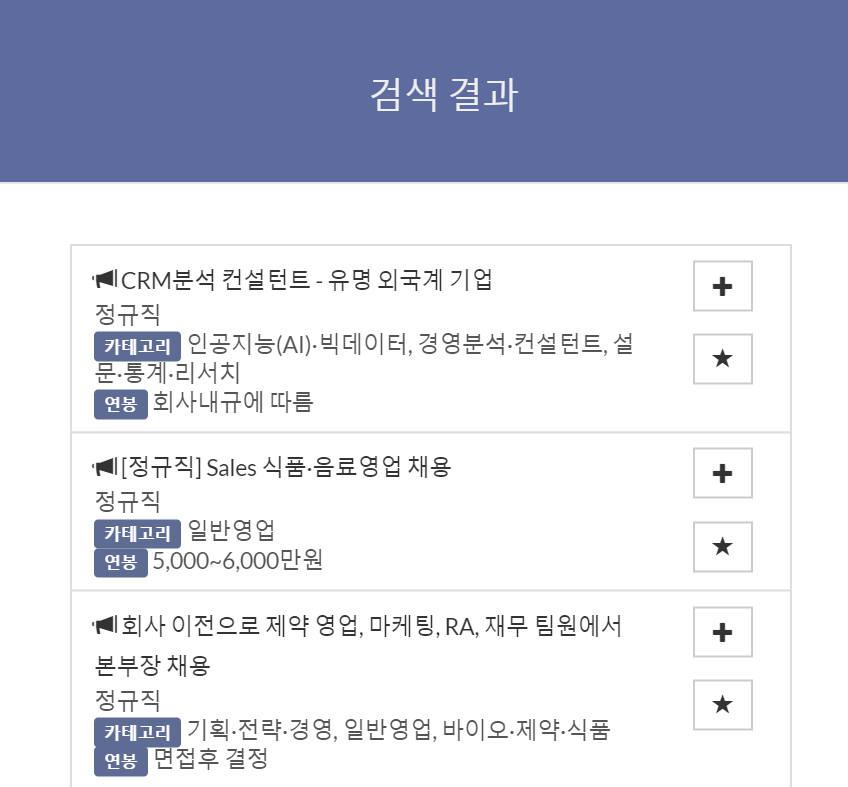 검색 결과
CRM분석 컨설턴트 - 유명 외국계 기업
정규직
카테고리 인공지능(AI)·빅데이터, 경영분석·컨설턴트, 설
문·통계·리서치
연봉 회사내규에 따름
[정규직] Sales 식품·음료영업 채용
정규직
카테고리 일반영업
연봉 5,000~6,000만원
회사 이전으로 제약 영업, 마케팅, RA, 재무 팀원에서
본부장 채용
정규직
카테고리 기획·전략·경영, 일반영업, 바이오·제약·식품
연봉 면접후 결정